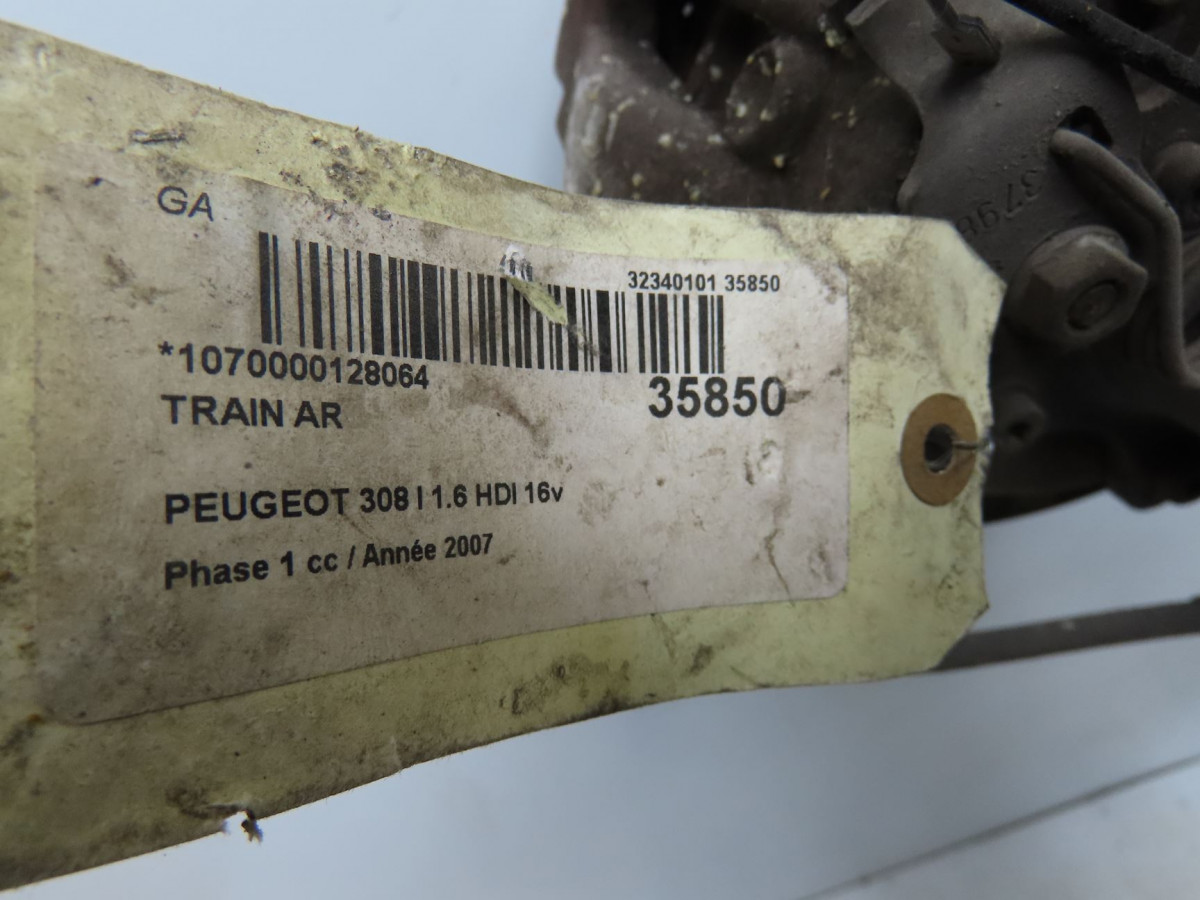 GA
32340101 35850
*1070000128064
35850
TRAIN AR
PEUGEOT 308 I 1.6 HDI 16v
Phase 1 cc / Année 2007